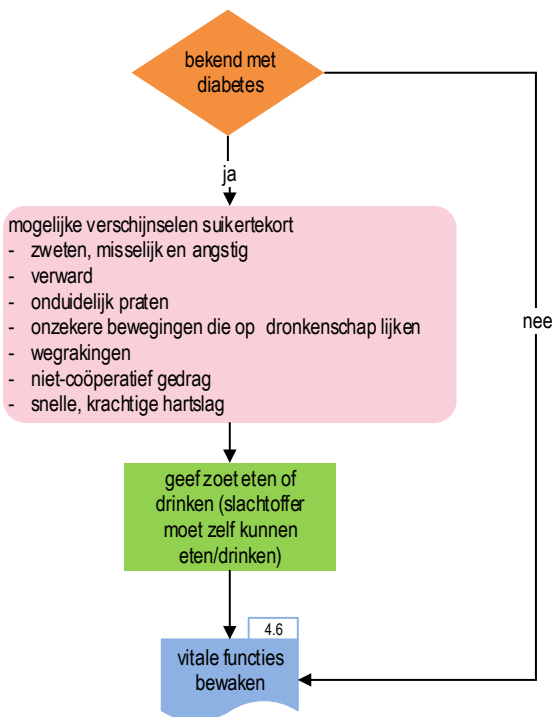 bekend met
diabetes
ja
nee
mogelijke verschijnselen suikertekort
- zweten, misselijk en angstig
- verward
- onduidelijk praten
- onzekere bewegingen die op dronkenschap lijken
- wegrakingen
- niet-coöperatief gedrag
- snelle, krachtige hartslag
geef zoet eten of
drinken (slachtoffer
moet zelf kunnen
eten/drinken)
4.6
vitale functies
bewaken